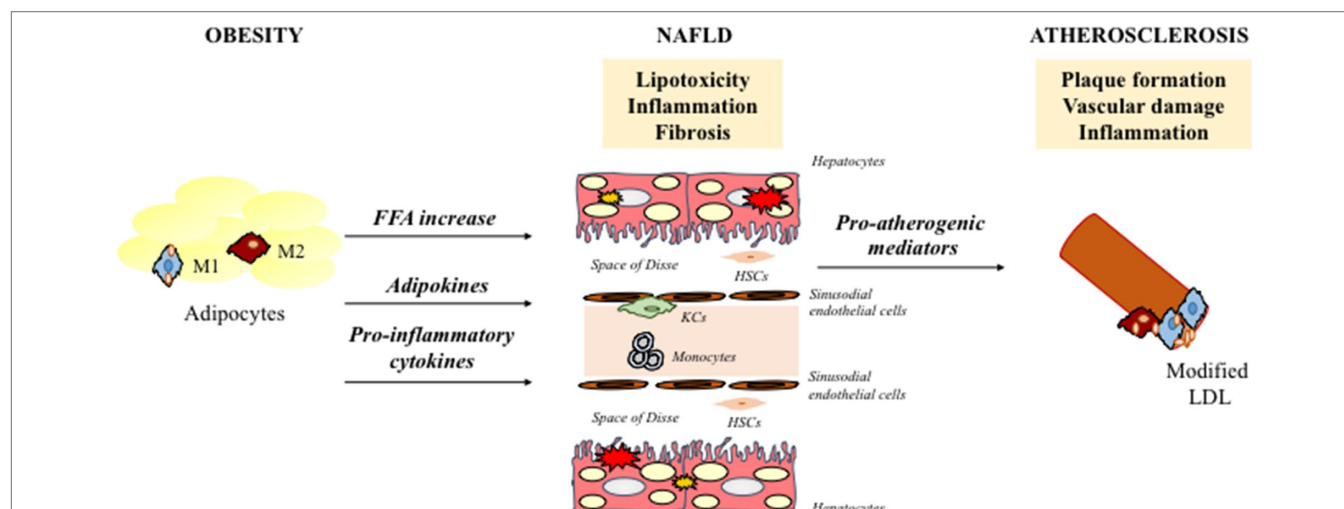 OBESITY
NAFLD
ATHEROSCLEROSIS
Lipotoxicity
Inflammation
Fibrosis
Plaque formation
Vascular damage
Inflammation
Hepatocytes
FFA increase
M1
M2
Adipocytes
Adipokines
Pro-inflammatory
cytokines
Space of Disse
HSCs
Sinusodial
endothelial cells
KCs
Monocytes
Sinusodial
endothelial cells
Space of Disse
HSCs
Hepatocytes
Pro-atherogenic
mediators
Modified
LDL